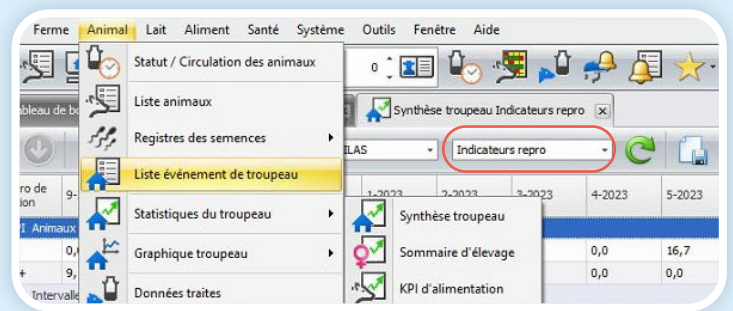 Ferme Animal Lait Aliment Santé Système Outils Fenêtre Aide
Statut / Circulation des animaux
0
Liste animaux
Synthèse troupeau Indicateurs repro
Registres des semences
Indicateurs repro
Liste événement de troupeau
1-2023 2-2023 3-2023 4-2023 5-2023
Statistiques du troupeau
Synthèse troupeau
Graphique troupeau
Sommaire d'élevage
0,0 16,7
0,0 0,0
Données traites
KPI d'alimentation